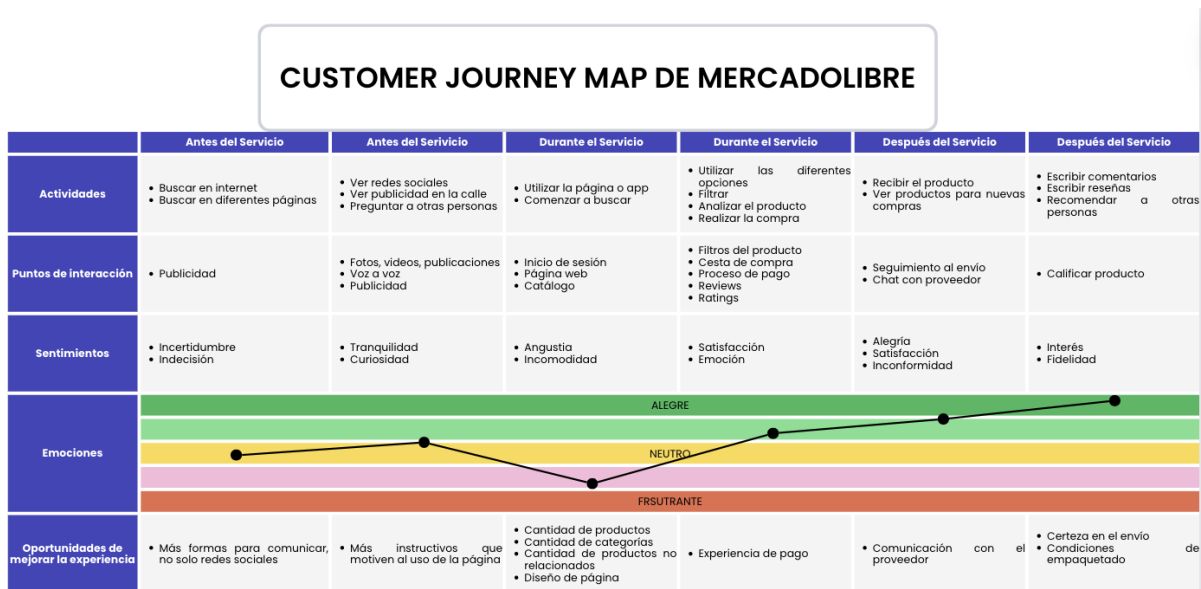 CUSTOMER JOURNEY MAP DE MERCADOLIBRE
Antes del Servicio
Antes del Servicio
Durante el Servicio
Durante el Servicio
Después del Servicio
Después del Servicio
Actividades
• Buscar en internet
• Buscar en diferentes páginas
• Ver redes sociales
• Ver publicidad en la calle
• Preguntar a otras personas
• Utilizar la página o app
• Comenzar a buscar
• Utilizar las diferentes
opciones
• Filtrar
• Analizar el producto
• Realizar la compra
• Recibir el producto
• Ver productos para nuevas
compras
• Escribir comentarios
• Escribir reseñas
• Recomendar a otras
personas
Puntos de interacción
• Publicidad
• Fotos, videos, publicaciones
• Voz a voz
• Publicidad
• Inicio de sesión
• Página web
• Catálogo
• Filtros del producto
• Cesta de compra
• Proceso de pago
• Reviews
• Ratings
• Seguimiento al envío
• Chat con proveedor
• Calificar producto
Sentimientos
• Incertidumbre
• Indecisión
• Tranquilidad
• Curiosidad
• Angustia
• Incomodidad
• Satisfacción
• Emoción
• Alegría
• Satisfacción
• Inconformidad
• Interés
• Fidelidad
Emociones
ALEGRE
NEUTRO
FRSUTRANTE
Oportunidades de
mejorar la experiencia
• Más formas para comunicar,
no solo redes sociales
• Más instructivos que
motiven al uso de la página
• Cantidad de productos
• Cantidad de categorías
• Cantidad de productos no
relacionados
• Diseño de página
• Experiencia de pago
• Comunicación con el
proveedor
• Certeza en el envío
• Condiciones de
empaquetado